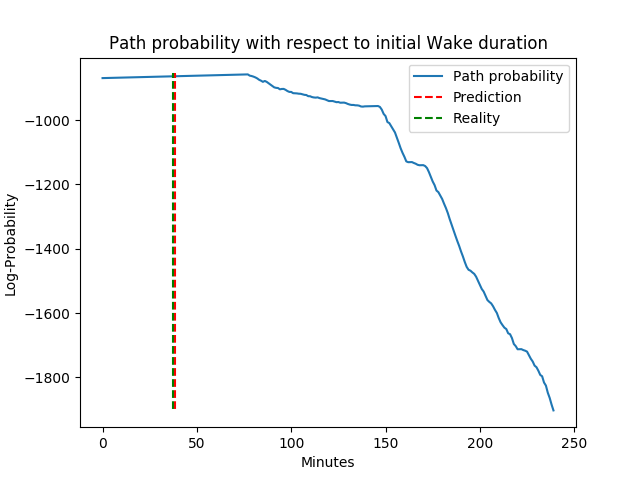 Path probability with respect to initial Wake duration
Path probability
Prediction
Reality
Log-Probability
−1000
−1200
−1400
−1600
−1800
0 50 100 150 200 250
Minutes